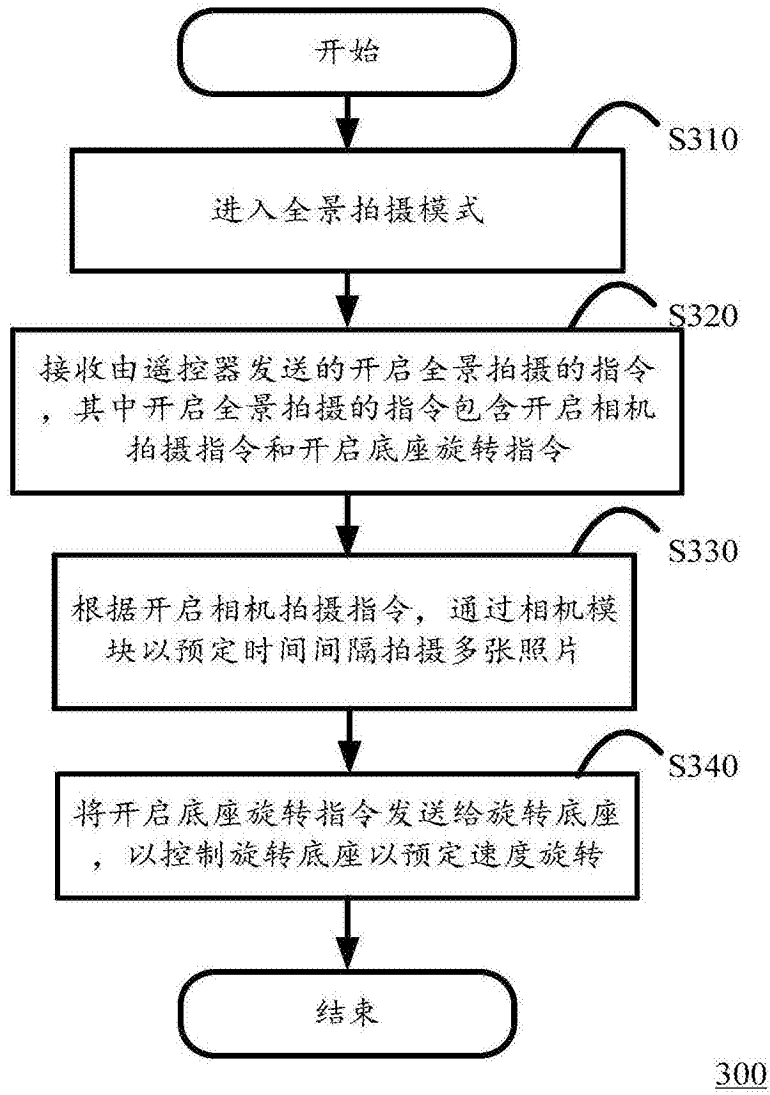 开始
S310
进入全景拍摄模式
S320
接收由遥控器发送的开启全景拍摄的指令
，其中开启全景拍摄的指令包含开启相机
拍摄指令和开启底座旋转指令
S330
根据开启相机拍摄指令，通过相机模
块以预定时间间隔拍摄多张照片
S340
将开启底座旋转指令发送给旋转底座
，以控制旋转底座以预定速度旋转
结束
300